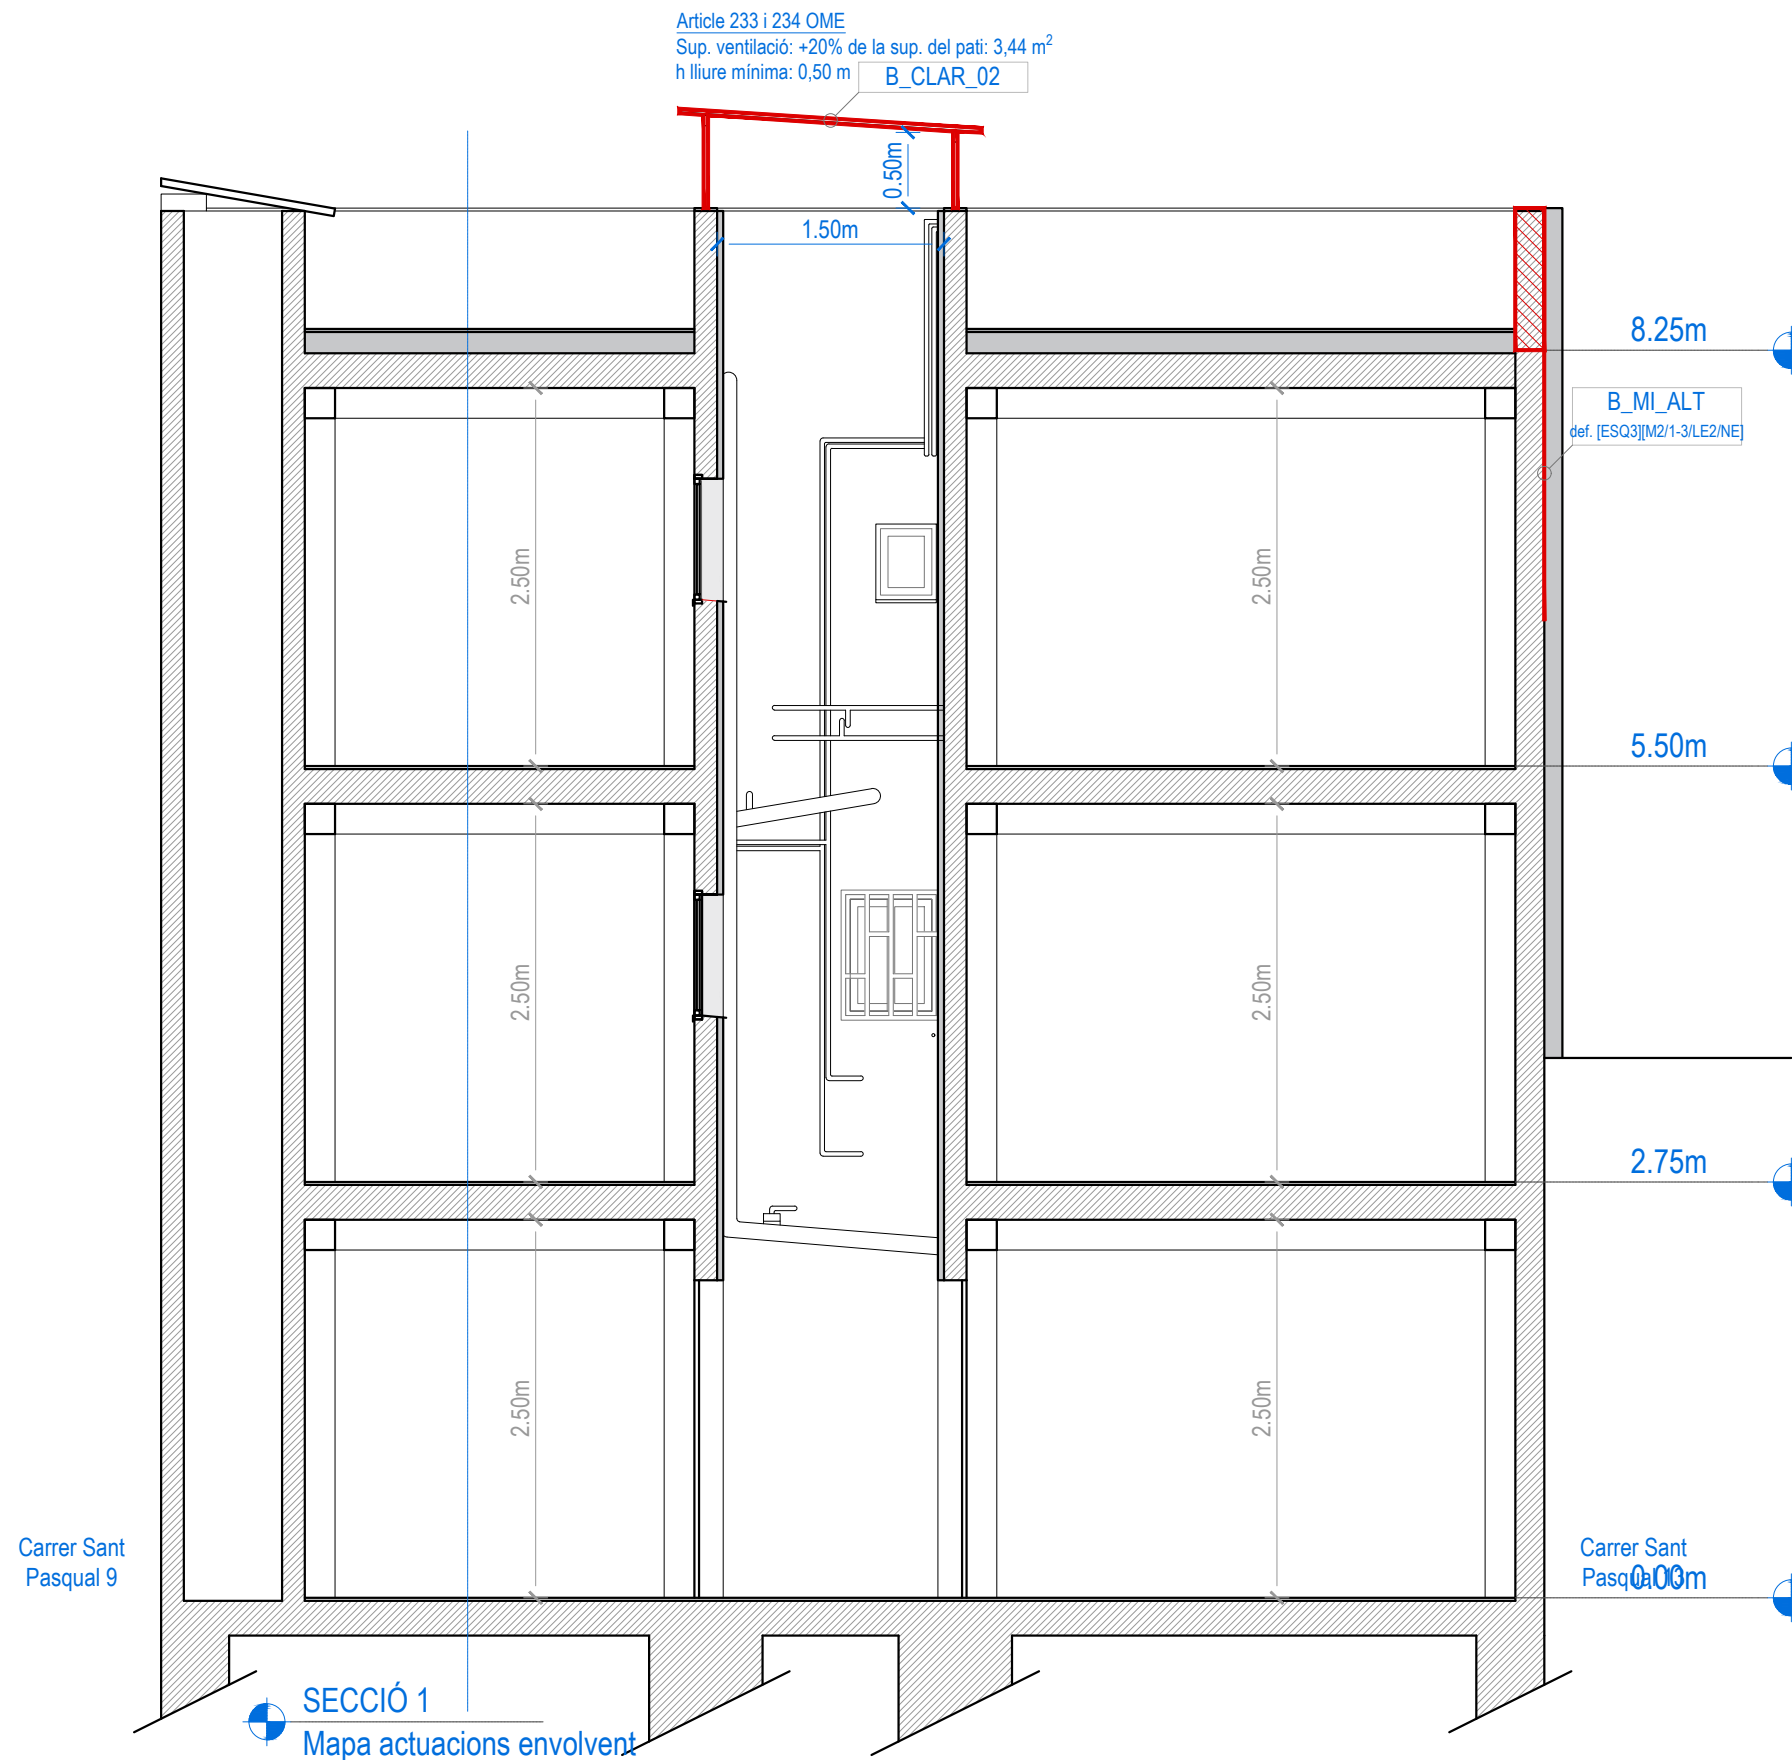 Article 233 i 234 OME
Sup. ventilació: +20% de la sup. del pati: 3,44 m²
h lliure mínima: 0,50 m
B_CLAR_02
0.50m
1.50m
8.25m
B_MI_ALT
def. [ESQ3][M2/1-3/LE2/NE]
2.50m
2.50m
5.50m
2.50m
2.50m
2.75m
2.50m
2.50m
Carrer Sant
Pasqual 9
Carrer Sant
Pasqual 13
0.00m
SECCIÓ 1
Mapa actuacions envolvent